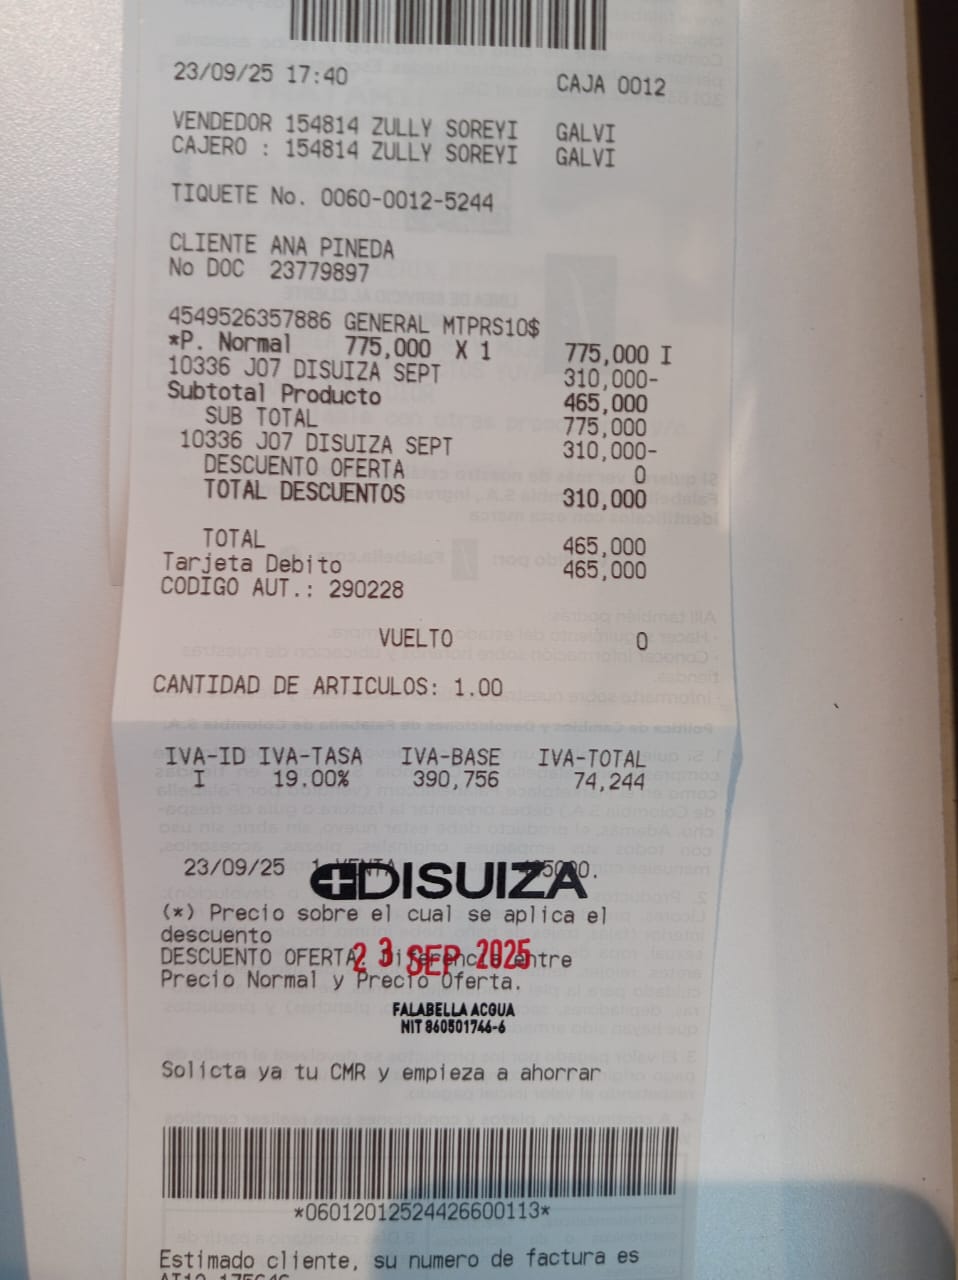 23/09/25 17:40 CAJA 0012
VENDEDOR 154814 ZULLY SOREYI GALVI
CAJERO : 154814 ZULLY SOREYI GALVI
TIQUETE No. 0060-0012-5244
CLIENTE ANA PINEDA
No DOC 23779897
4549526357886 GENERAL MTPRS10$
*P. Normal 775,000 X 1 775,000 I
10336 J07 DISUIZA SEPT 310,000-
Subtotal Producto 465,000
SUB TOTAL 775,000
10336 J07 DISUIZA SEPT 310,000-
DESCUENTO OFERTA 0
TOTAL DESCUENTOS 310,000
TOTAL 465,000
Tarjeta Debito 465,000
CODIGO AUT.: 290228
VUELTO 0
CANTIDAD DE ARTICULOS: 1.00
IVA-ID IVA-TASA IVA-BASE IVA-TOTAL
I 19.00% 390,756 74,244
23/09/25 1 VENTA
DISUIZA
(*) Precio sobre el cual se aplica el
descuento
DESCUENTO OFERTA: Diferencia entre
23 SEP 2025
Precio Normal y Precio Oferta.
FALABELLA ACQUA
NIT 860501746-6
Solicta ya tu CMR y empieza a ahorrar
*06012012524426600113*
Estimado cliente, su numero de factura es